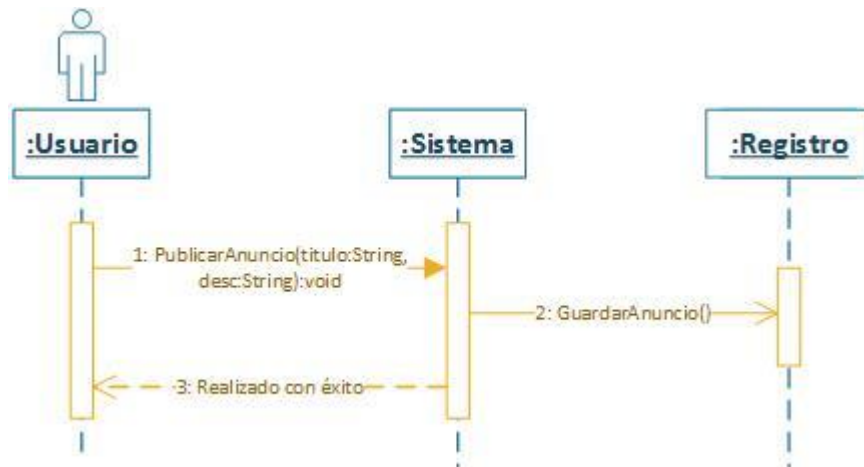 :Usuario
:Sistema
:Registro
1: PublicarAnuncio(titulo:String,
desc:String):void
2: GuardarAnuncio()
3: Realizado con éxito